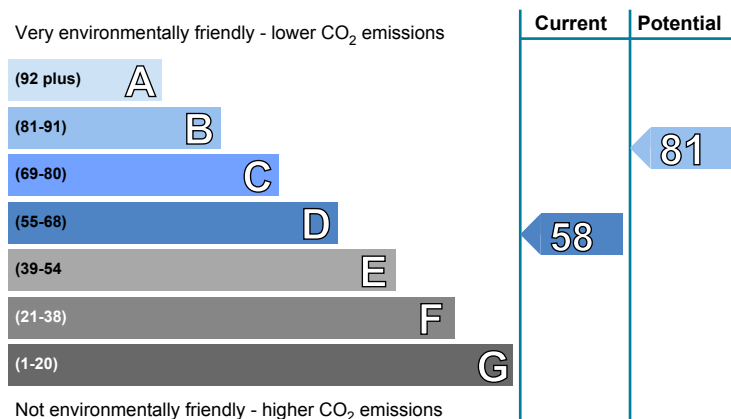 Current Potential
Very environmentally friendly - lower CO2 emissions
(92 plus) A
(81-91) B
81
(69-80) C
(55-68) D
58
(39-54 E
(21-38) F
(1-20) G
Not environmentally friendly - higher CO2 emissions